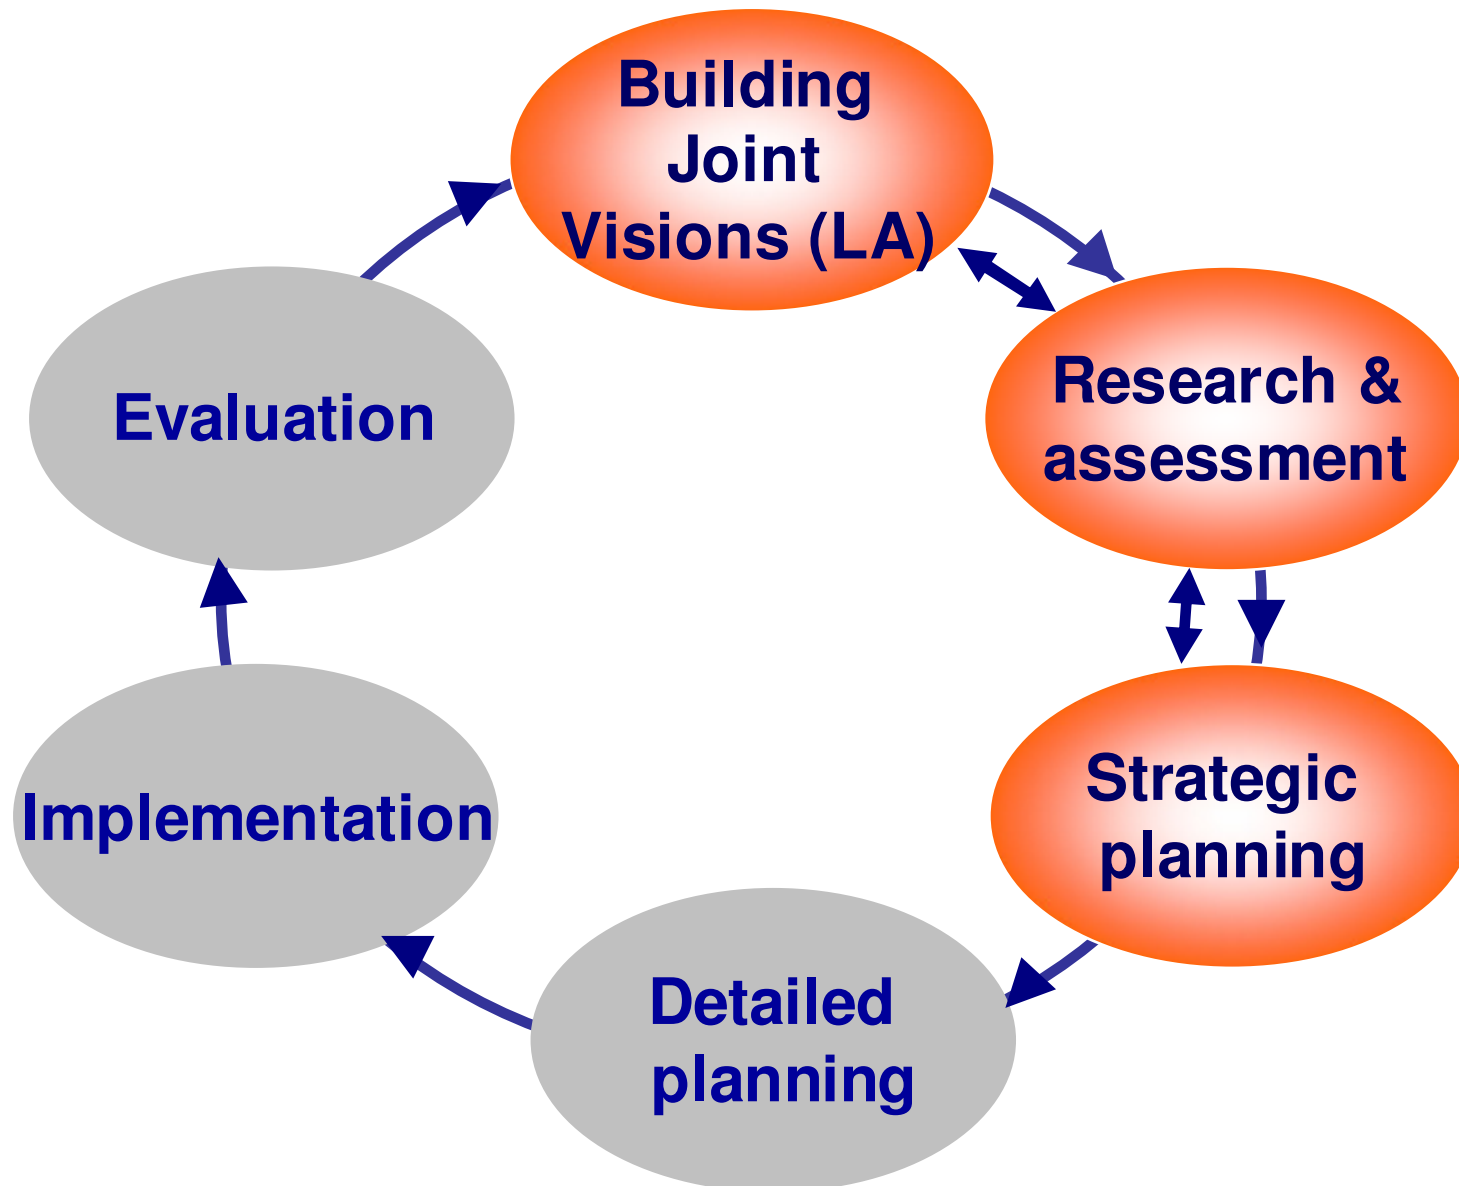 Building
Joint
Visions (LA)
Research &
assessment
Strategic
planning
Detailed
planning
Implementation
Evaluation